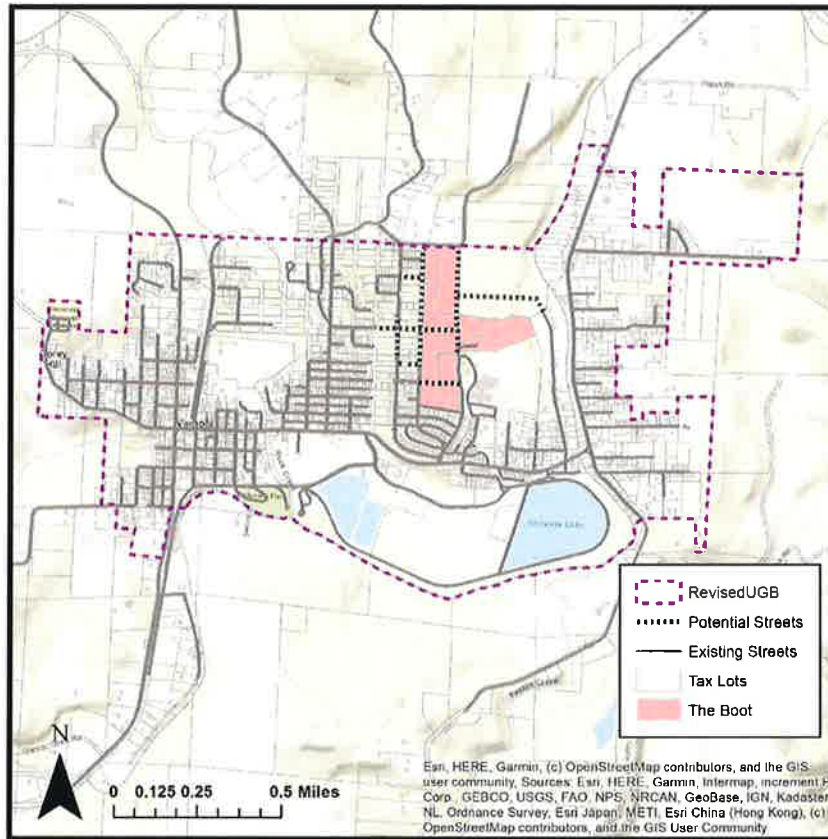 RevisedUGB
Potential Streets
Existing Streets
Tax Lots
The Boot
N
0 0.125 0.25 0.5 Miles
Esri, HERE, Garmin, (c) OpenStreetMap contributors, and the GIS
user community, Sources: Esri, HERE, Garmin, Intermap, increment P
Corp., GEBCO, USGS, FAO, NPS, NRCAN, GeoBase, IGN, Kadaster
NL, Ordnance Survey, Esri Japan, METI, Esri China (Hong Kong), (c)
OpenStreetMap contributors, and the GIS User Community